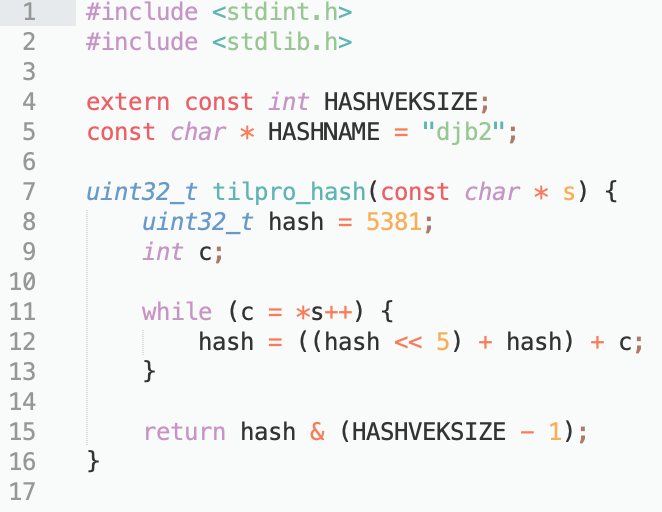 1 #include <stdint.h>
2 #include <stdlib.h>
3
4 extern const int HASHVEKSIZE;
5 const char * HASHNAME = "djb2";
6
7 uint32_t tilpro_hash(const char * s) {
8     uint32_t hash = 5381;
9     int c;
10
11     while (c = *s++) {
12         hash = ((hash << 5) + hash) + c;
13     }
14
15     return hash & (HASHVEKSIZE - 1);
16 }
17